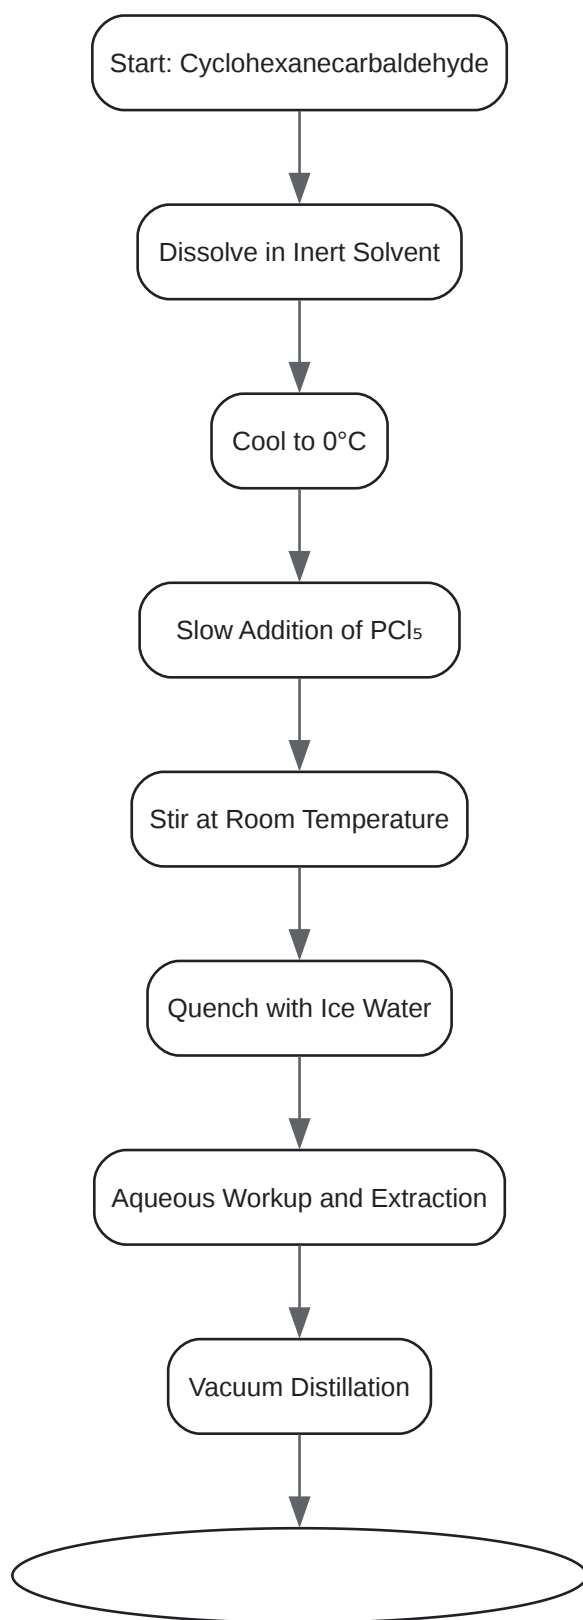 Start: Cyclohexanecarbaldehyde
Dissolve in Inert Solvent
Cool to 0°C
Slow Addition of PCl₅
Stir at Room Temperature
Quench with Ice Water
Aqueous Workup and Extraction
Vacuum Distillation